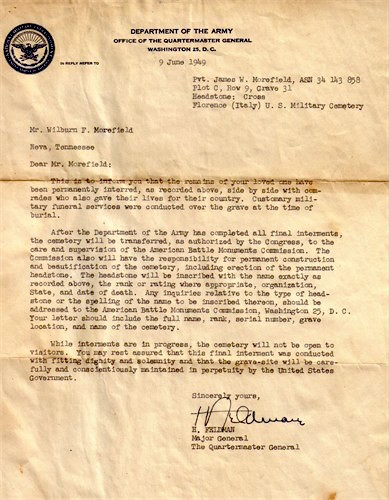 DEPARTMENT OF THE ARMY
OFFICE OF THE QUARTERMASTER GENERAL
WASHINGTON 25, D. C.
IN REPLY REFER TO
9 June 1949
Pvt. James W. Morefield, ASN 34 143 858
Plot C, Row 9, Grave 31
Headstone: Cross
Florence (Italy) U. S. Military Cemetery
Mr. Wilburn F. Morefield
Neva, Tennessee
Dear Mr. Morefield:
This is to inform you that the remains of your loved one have
been permanently interred, as recorded above, side by side with com-
rades who also gave their lives for their country. Customary mili-
tary funeral services were conducted over the grave at the time of
burial.
After the Department of the Army has completed all final interments,
the cemetery will be transferred, as authorized by the Congress, to the
care and supervision of the American Battle Monuments Commission. The
Commission also will have the responsibility for permanent construction
and beautification of the cemetery, including erection of the permanent
headstone. The headstone will be inscribed with the name exactly as
recorded above, the rank or rating where appropriate, organization,
State, and date of death. Any inquiries relative to the type of head-
stone or the spelling of the name to be inscribed thereon, should be
addressed to the American Battle Monuments Commission, Washington 25, D. C.
Your letter should include the full name, rank, serial number, grave
location, and name of the cemetery.
While interments are in progress, the cemetery will not be open to
visitors. You may rest assured that this final interment was conducted
with fitting dignity and solemnity and that the grave-site will be care-
fully and conscientiously maintained in perpetuity by the United States
Government.
Sincerely yours,
H Feldman
H. FELDMAN
Major General
The Quartermaster General